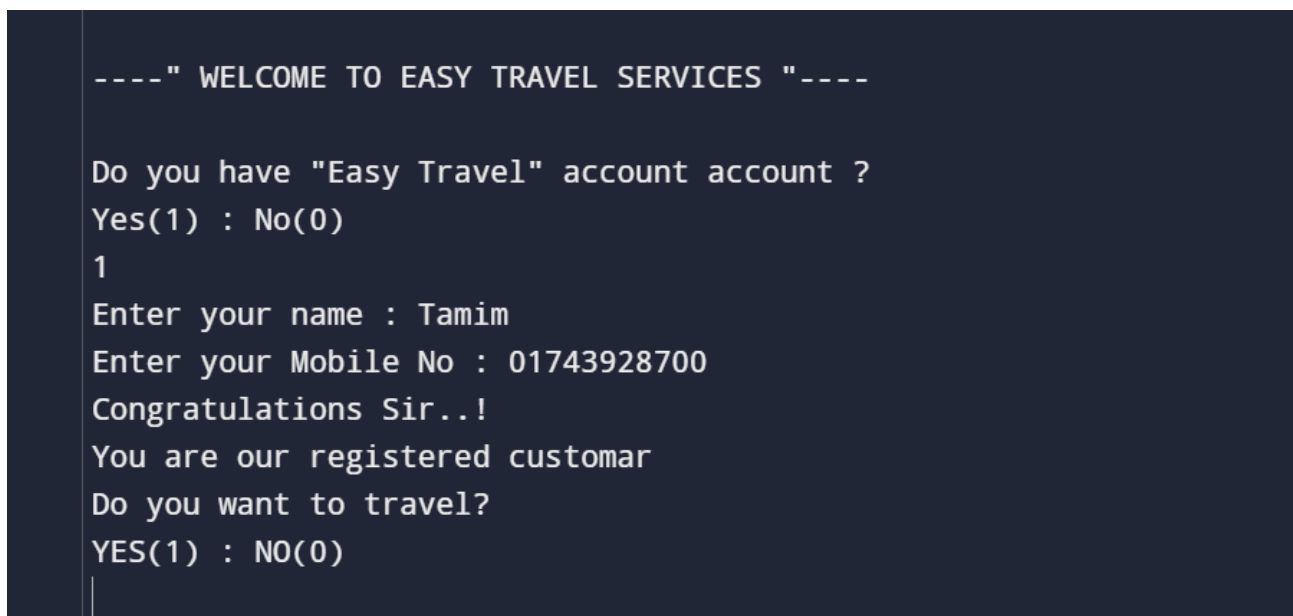 ----" WELCOME TO EASY TRAVEL SERVICES "----
Do you have "Easy Travel" account account ?
Yes(1) : No(0)
1
Enter your name : Tamim
Enter your Mobile No : 01743928700
Congratulations Sir..!
You are our registered customar
Do you want to travel?
YES(1) : NO(0)